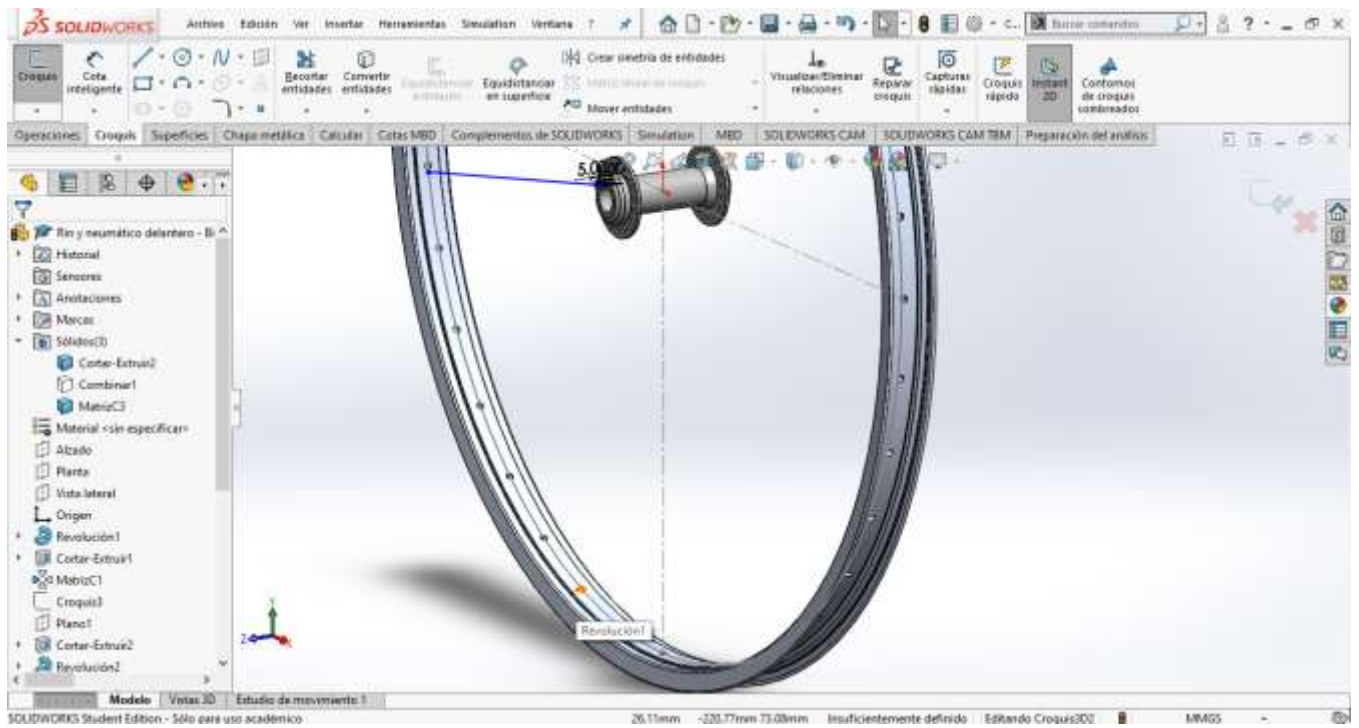 SOLIDWORKS
Archivo Edición Ver Insertar Herramientas Simulation Ventana ?
Buscar comandos
Croquis
Cota inteligente
Recortar entidades
Convertir entidades
Equidistanciar en superficie
Crear simetría de entidades
Mover entidades
Visualizar/Eliminar relaciones
Reparar croquis
Capturas rápidas
Croquis rápido
Instant 2D
Contornos de croquis sombreados
Operaciones Croquis Superficies Chapa metálica Calcular Cotas MBD Complementos de SOLIDWORKS Simulation MBD SOLIDWORKS CAM SOLIDWORKS CAM TBM Preparación del análisis
Rin y neumático delantero - Bi
Historial
Sensores
Anotaciones
Marcas
Sólidos(3)
Cortar-Extruir2
Combinar1
MatrizC3
Material <sin especificar>
Alzado
Planta
Vista lateral
Origen
Revolución1
Cortar-Extruir1
MatrizC1
Croquis3
Plano1
Cortar-Extruir2
Revolución2
Revolución1
Y
Z
X
Modelo Vistas 3D Estudio de movimiento 1
SOLIDWORKS Student Edition - Sólo para uso académico
26.11mm -220.77mm 73.08mm Insuficientemente definido Editando Croquis3D2 MMGS